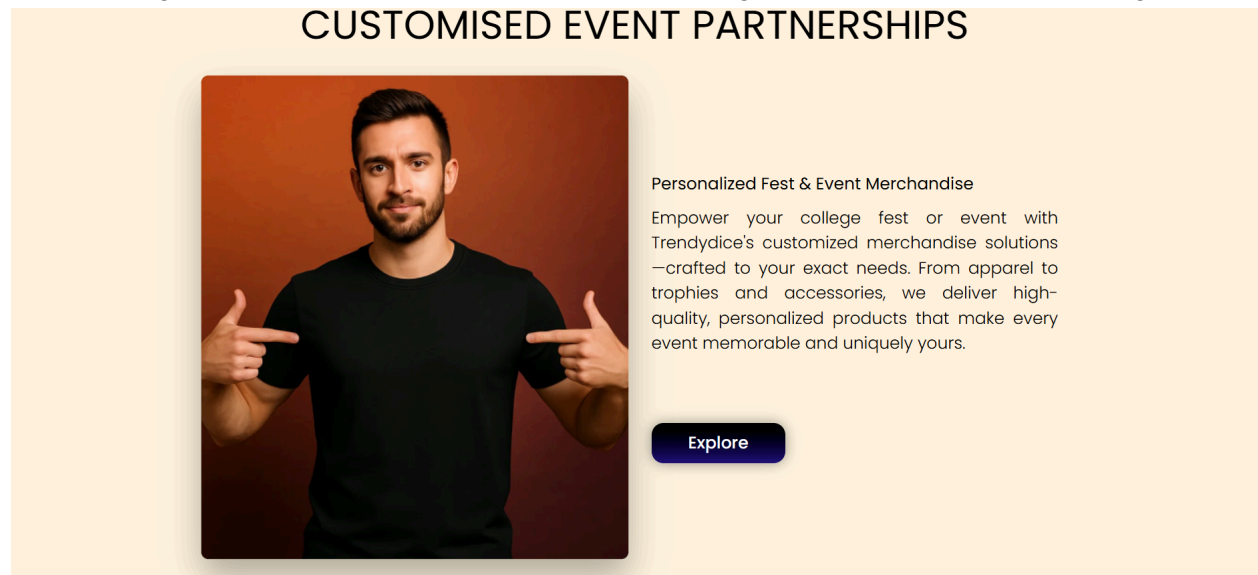 CUSTOMISED EVENT PARTNERSHIPS
Personalized Fest & Event Merchandise
Empower your college fest or event with
Trendydice's customized merchandise solutions
—crafted to your exact needs. From apparel to
trophies and accessories, we deliver high-
quality, personalized products that make every
event memorable and uniquely yours.
Explore